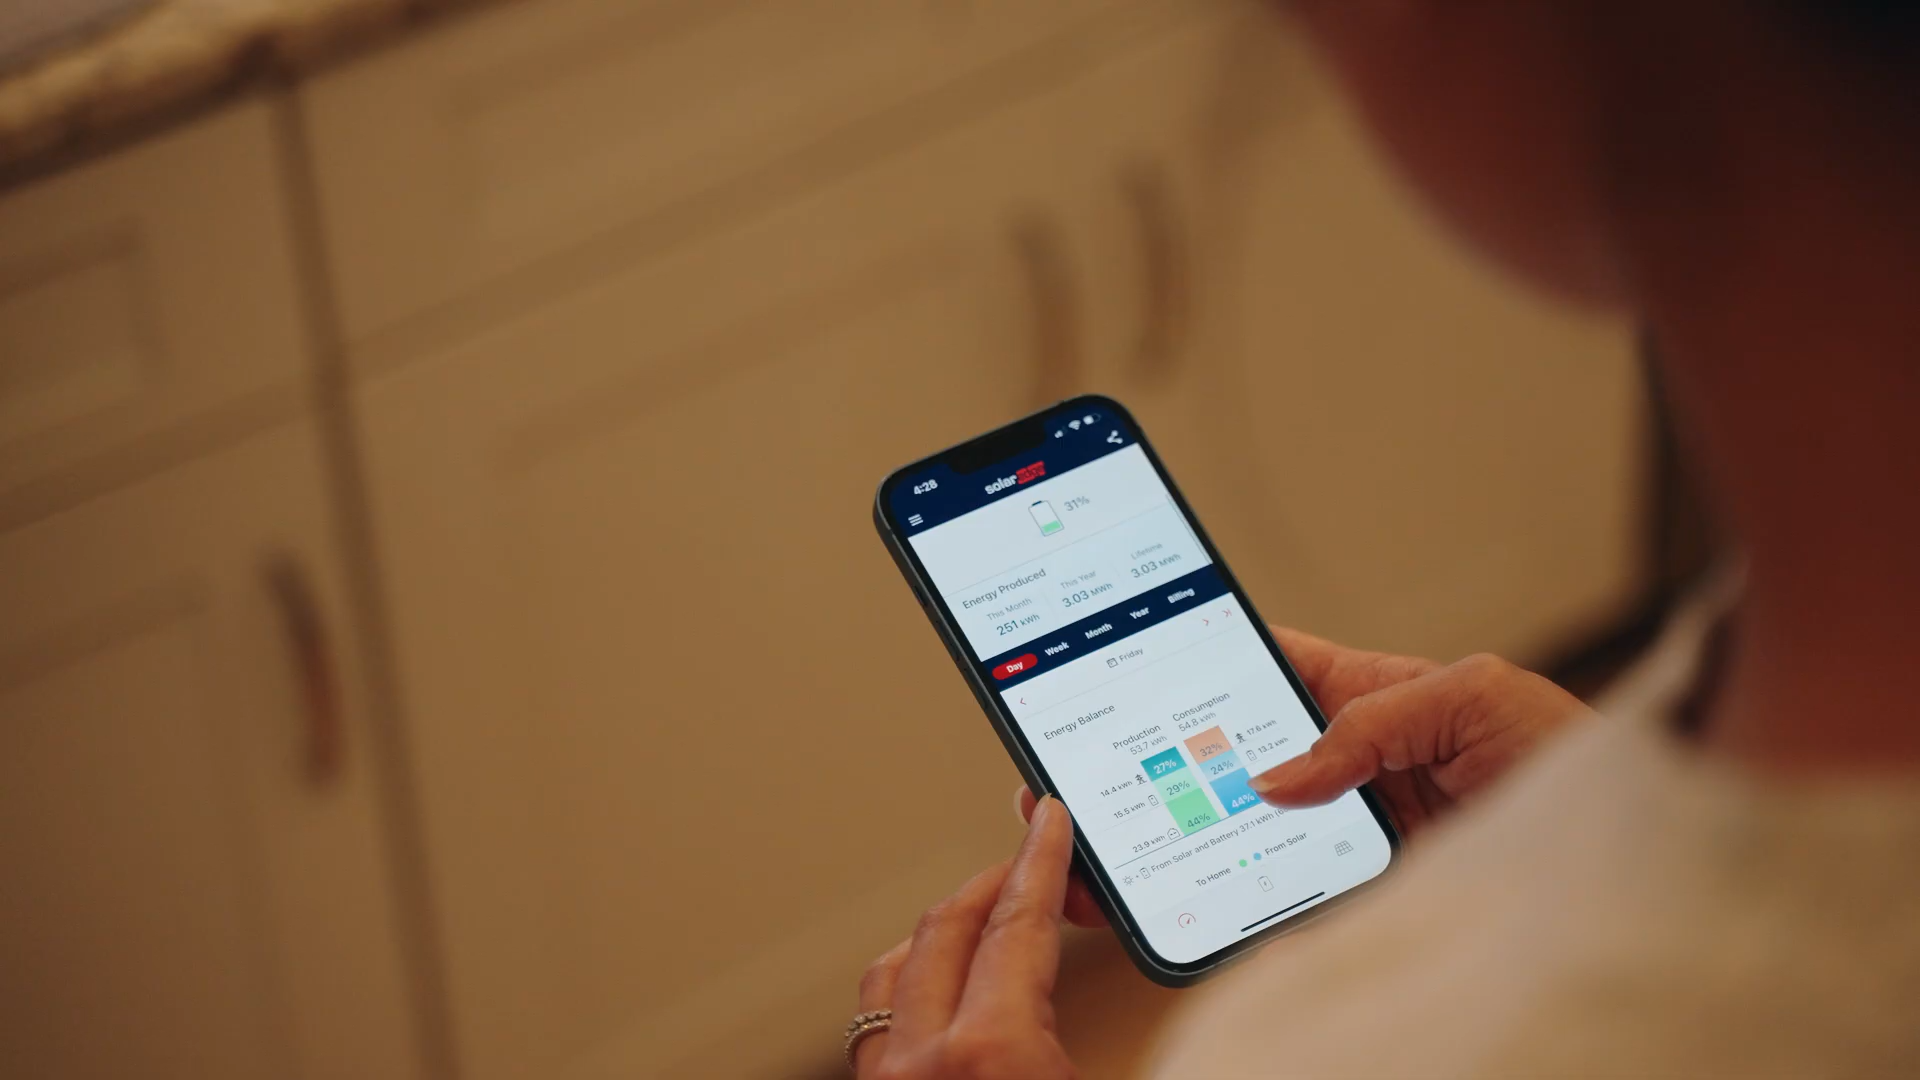 4:28
solaredge
31%
Energy Produced
This Month
251 kWh
This Year
3.03 MWh
Lifetime
3.03 MWh
Day
Week
Month
Year
Billing
Friday
Energy Balance
Production
53.7 kWh
Consumption
54.8 kWh
14.4 kWh
27%
15.5 kWh
29%
23.9 kWh
44%
32%
17.6 kWh
24%
13.2 kWh
44%
From Solar and Battery 37.1 kWh
To Home
From Solar